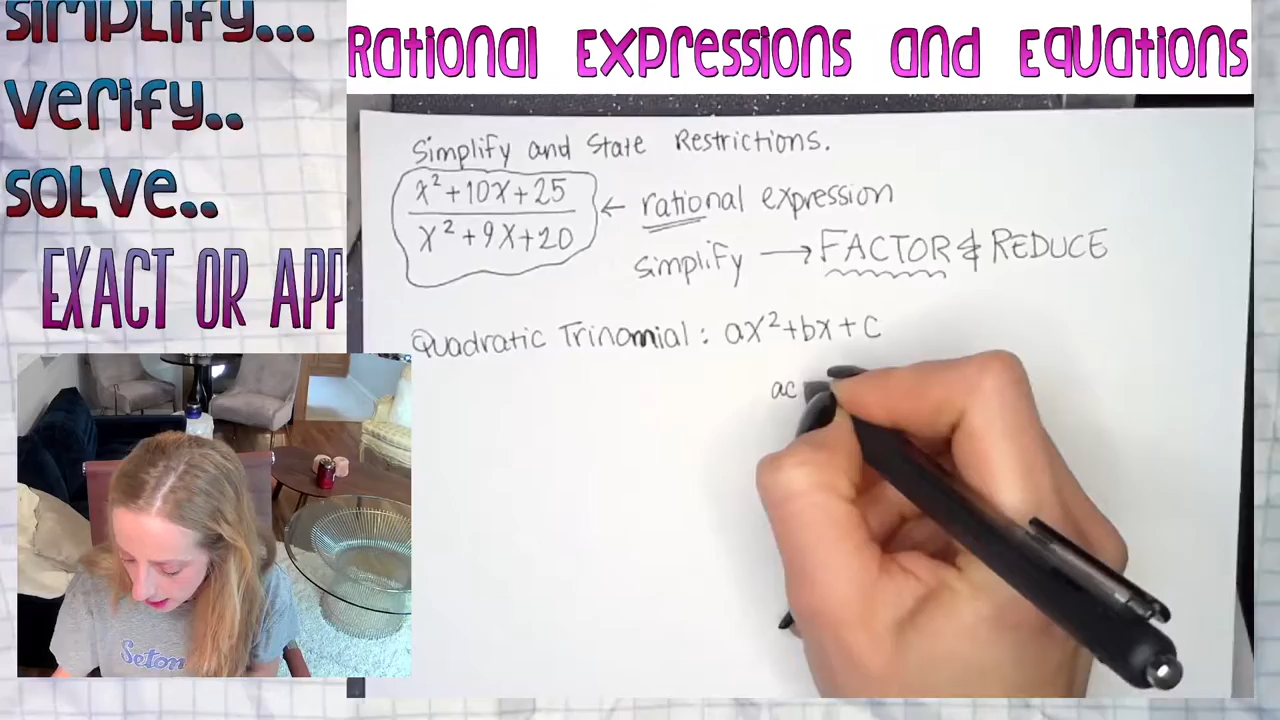 SIMPLIFY...
VERIFY..
SOLVE..
EXACT OR APP
Rational Expressions and Equations
Simplify and State Restrictions.
x²+10x+25
x²+9x+20
← rational expression
simplify → FACTOR & REDUCE
Quadratic Trinomial: ax²+bx+c
ac
Seton